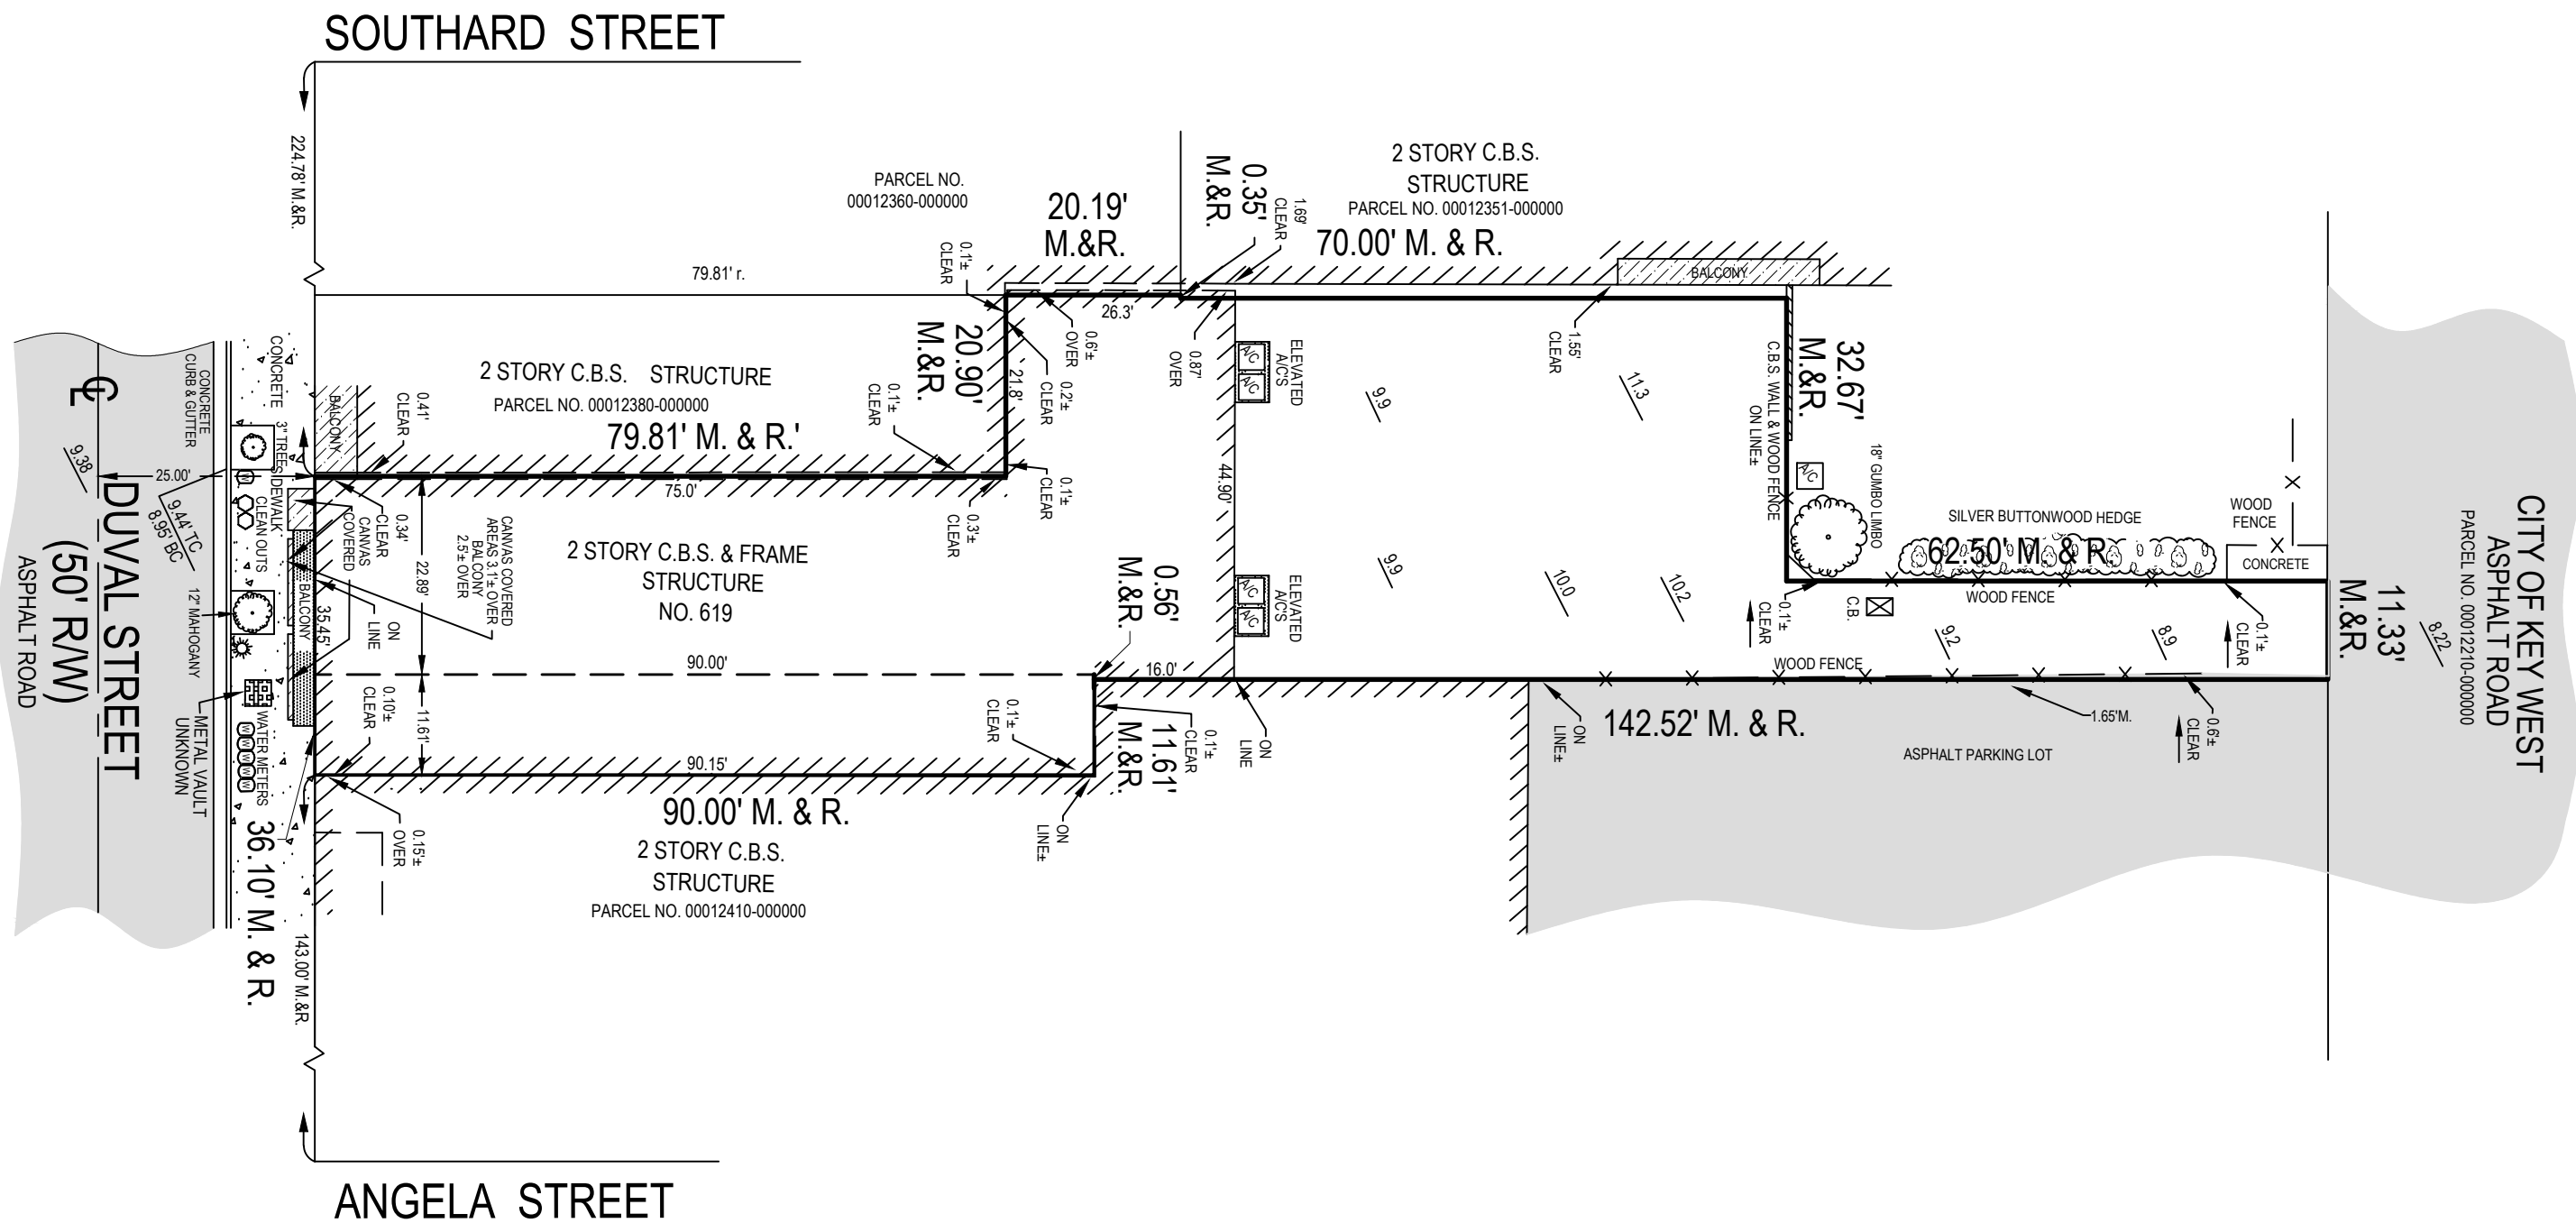 SOUTHARD STREET
224.78' M.&R.
PARCEL NO.
00012360-000000
79.81' r.
20.19'
M.&R.
0.35'
M.&R.
1.69'
CLEAR
2 STORY C.B.S.
STRUCTURE
PARCEL NO. 00012351-000000
70.00' M. & R.
BALCONY
0.1'±
CLEAR
26.3'
0.6'±
OVER
0.87'
OVER
1.55'
CLEAR
20.90'
M.&R.
21.8'
0.2'±
CLEAR
ELEVATED
A/C'S
A/C
A/C
9.9
11.3
C.B.S. WALL & WOOD FENCE
ON LINE±
32.67'
M.&R.
CONCRETE
CURB & GUTTER
CONCRETE
3" TREE
SIDEWALK
BALCONY
0.41'
CLEAR
2 STORY C.B.S. STRUCTURE
PARCEL NO. 00012380-000000
79.81' M. & R.'
0.1'±
CLEAR
0.1'±
CLEAR
75.0'
0.3'±
CLEAR
44.90'
A/C
18" GUMBO LIMBO
SILVER BUTTONWOOD HEDGE
62.50' M. & R.
WOOD
FENCE
CONCRETE
WOOD FENCE
11.33'
M.&R.
8.22
CITY OF KEY WEST
ASPHALT ROAD
PARCEL NO. 00012210-000000
℄
9.38
25.00'
9.44' TC
8.95' BC
DUVAL STREET
(50' R/W)
ASPHALT ROAD
W
CLEAN OUTS
12" MAHOGANY
METAL VAULT
UNKNOWN
WATER METERS
W
W
W
W
W
0.34'
CLEAR
CANVAS
COVERED
BALCONY
35.45'
ON
LINE
22.89'
CANVAS COVERED
AREAS 3.1'± OVER
BALCONY
2.5'± OVER
2 STORY C.B.S. & FRAME
STRUCTURE
NO. 619
90.00'
0.56'
M.&R.
16.0'
ELEVATED
A/C'S
A/C
A/C
9.9
10.0
10.2
0.1'±
CLEAR
C.B.
9.2
8.9
0.1'±
CLEAR
WOOD FENCE
0.10'±
CLEAR
11.61'
0.1'±
CLEAR
11.61'
M.&R.
0.1'±
CLEAR
ON
LINE
ON
LINE±
142.52' M. & R.
1.65'M.
0.6'±
CLEAR
ASPHALT PARKING LOT
90.15'
90.00' M. & R.
0.15'±
OVER
ON
LINE±
2 STORY C.B.S.
STRUCTURE
PARCEL NO. 00012410-000000
36.10' M. & R.
143.00' M.&R.
ANGELA STREET